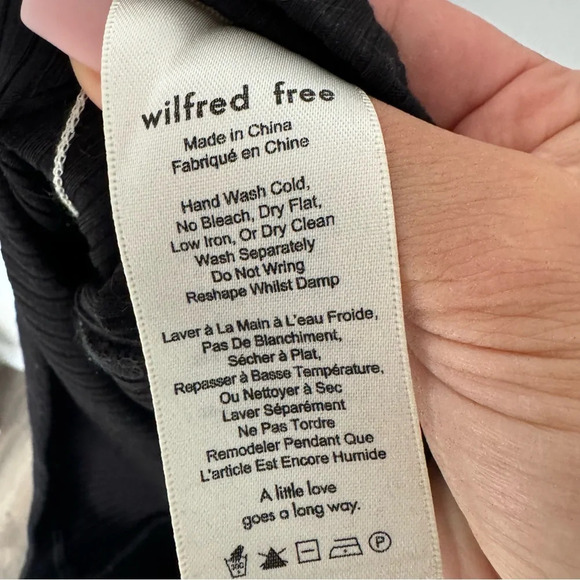 wilfred free
Made in China
Fabriqué en Chine
Hand Wash Cold,
No Bleach, Dry Flat,
Low Iron, Or Dry Clean
Wash Separately
Do Not Wring
Reshape Whilst Damp
Laver à La Main à L'eau Froide,
Pas De Blanchiment,
Sécher à Plat,
Repasser à Basse Température,
Ou Nettoyer à Sec
Laver Séparément
Ne Pas Tordre
Remodeler Pendant Que
L'article Est Encore Humide
A little love
goes a long way.
P